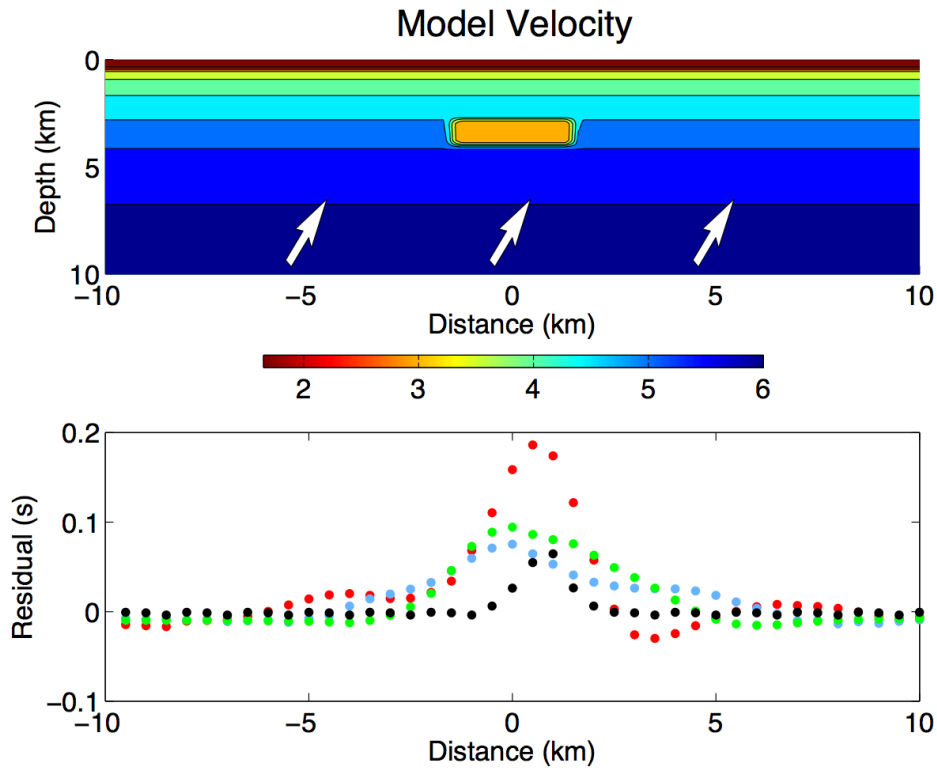 Model Velocity
0
5
10
Depth (km)
−10 −5 0 5 10
Distance (km)
2 3 4 5 6
0.2
0.1
0
−0.1
Residual (s)
−10 −5 0 5 10
Distance (km)